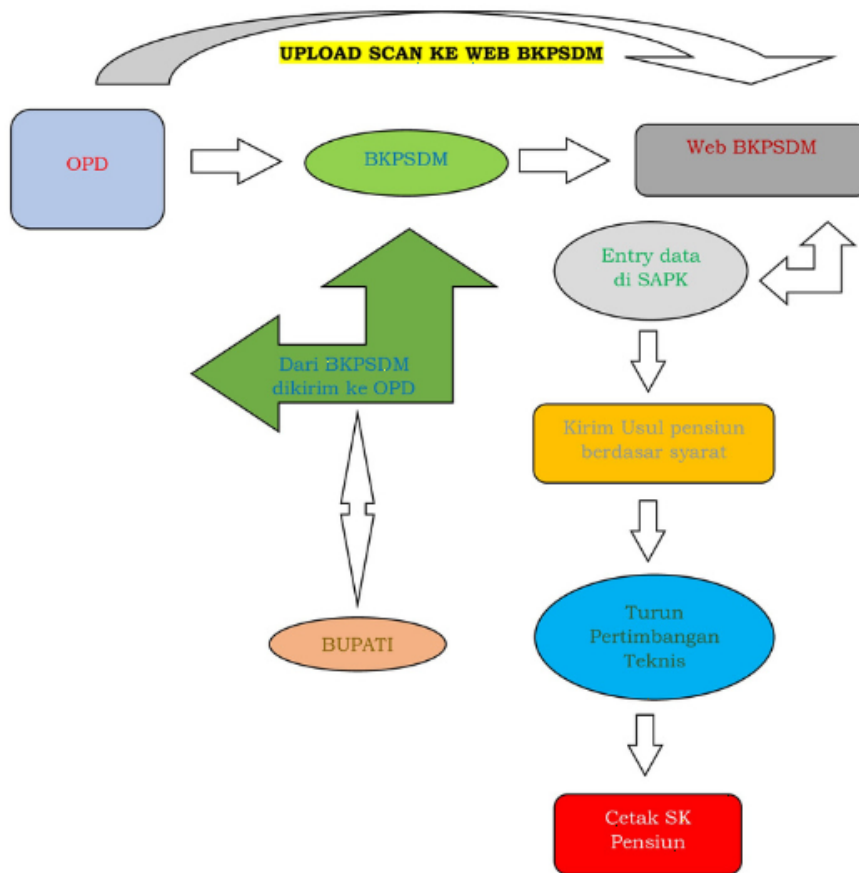 UPLOAD SCAN KE WEB BKPSDM
OPD
BKPSDM
Web BKPSDM
Entry data
di SAPK
Dari BKPSDM
dikirim ke OPD
Kirim Usul pensiun
berdasar syarat
BUPATI
Turun
Pertimbangan
Teknis
Cetak SK
Pensiun